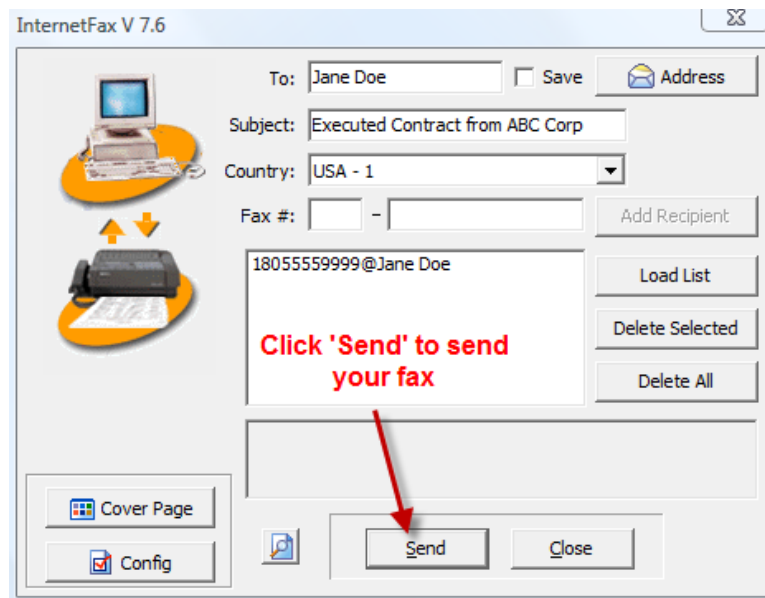 InternetFax V 7.6
To: Jane Doe Save Address
Subject: Executed Contract from ABC Corp
Country: USA - 1
Fax #: - Add Recipient
18055559999@Jane Doe
Load List
Click 'Send' to send
your fax
Delete Selected
Delete All
Cover Page
Config
Send Close